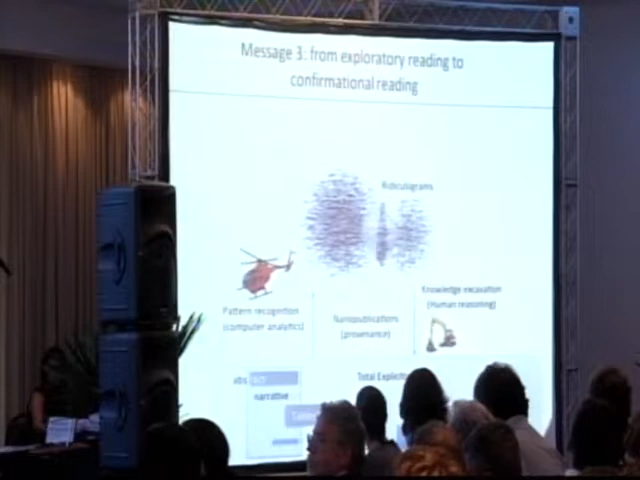 Message 3: from exploratory reading to
confirmational reading
Ridiculograms
Pattern recognition
(computer analytics)
Nanopublications
(provenance)
Knowledge excavation
(Human reasoning)
narrative
Total